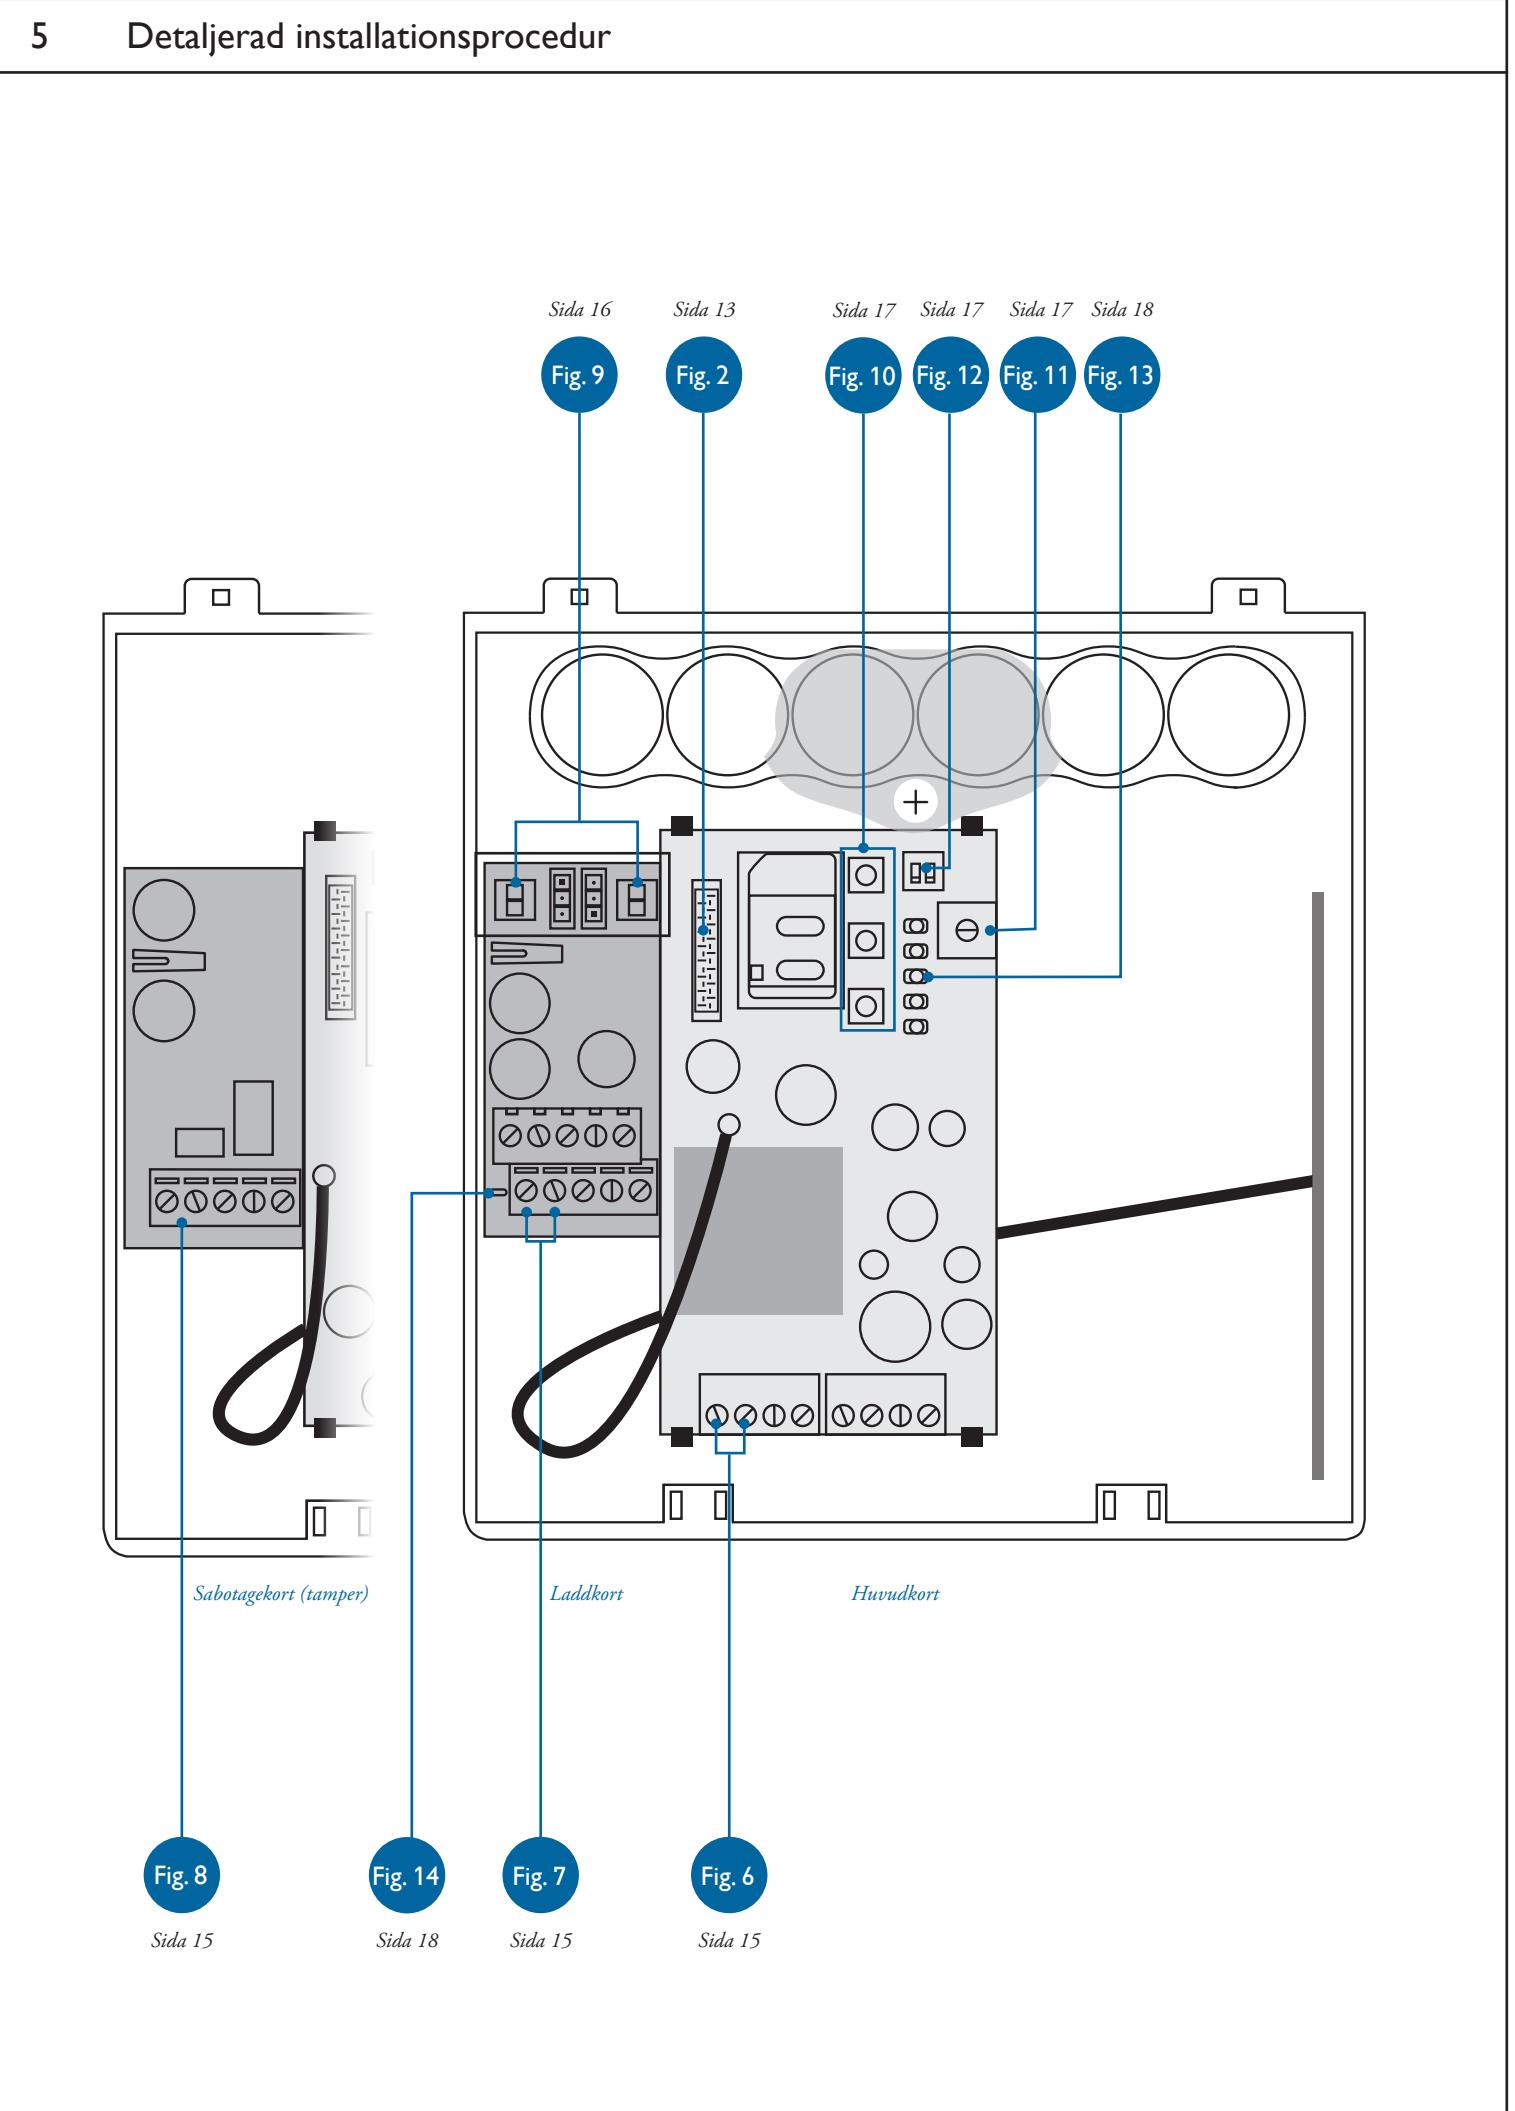 5 Detaljerad installationsprocedur
Sida 16 Sida 13 Sida 17 Sida 17 Sida 17 Sida 18
Fig. 9 Fig. 2 Fig. 10 Fig. 12 Fig. 11 Fig. 13
Sabotagekort (tamper) Laddkort Huvudkort
Fig. 8 Fig. 14 Fig. 7 Fig. 6
Sida 15 Sida 18 Sida 15 Sida 15